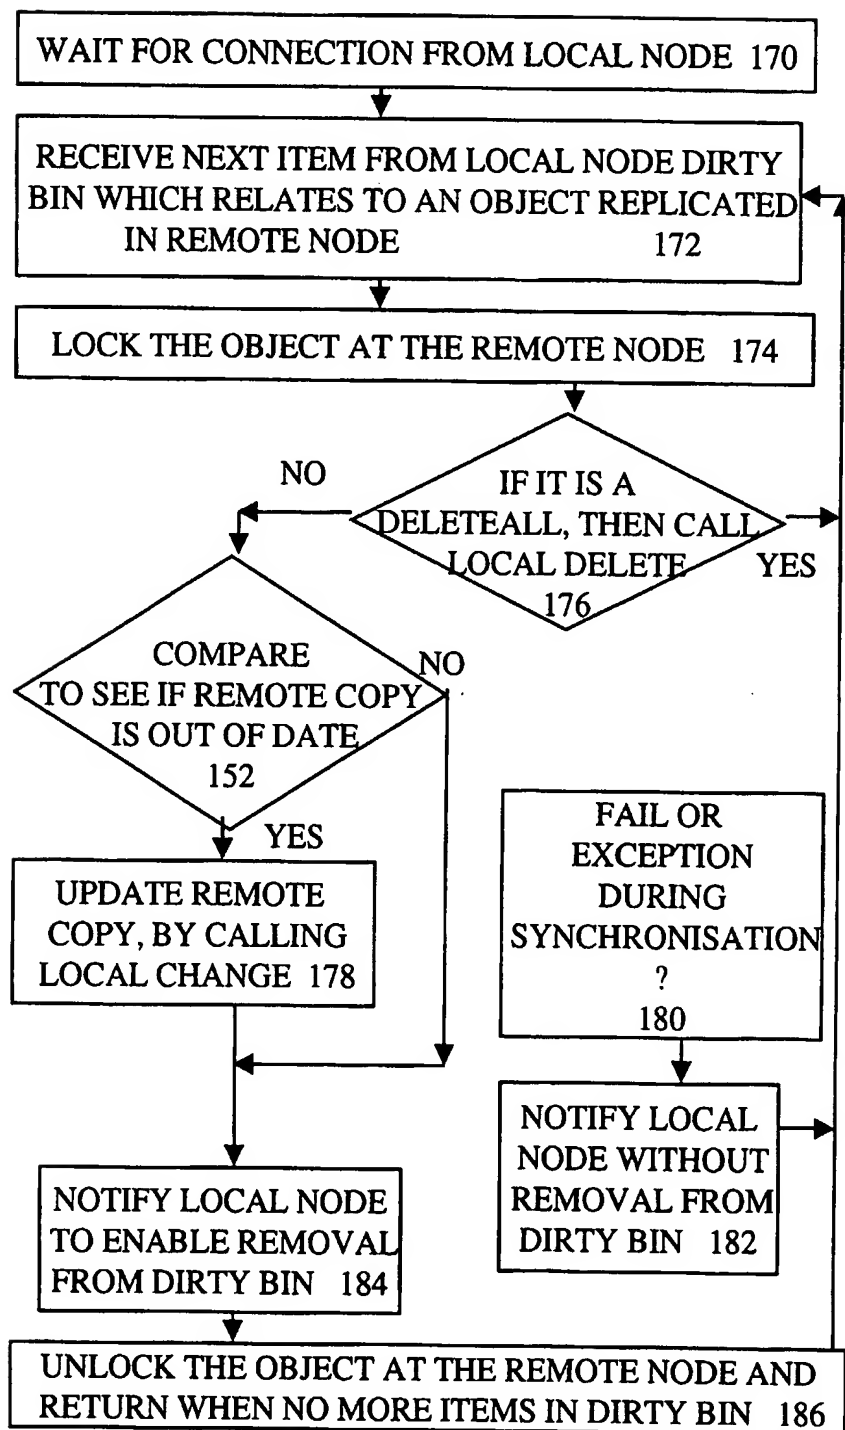 WAIT FOR CONNECTION FROM LOCAL NODE 170
RECEIVE NEXT ITEM FROM LOCAL NODE DIRTY
BIN WHICH RELATES TO AN OBJECT REPLICATED
IN REMOTE NODE 172
LOCK THE OBJECT AT THE REMOTE NODE 174
NO
IF IT IS A
DELETEALL, THEN CALL
LOCAL DELETE
176
YES
COMPARE
TO SEE IF REMOTE COPY
IS OUT OF DATE
152
NO
YES
UPDATE REMOTE
COPY, BY CALLING
LOCAL CHANGE 178
FAIL OR
EXCEPTION
DURING
SYNCHRONISATION
?
180
NOTIFY LOCAL
NODE WITHOUT
REMOVAL FROM
DIRTY BIN 182
NOTIFY LOCAL NODE
TO ENABLE REMOVAL
FROM DIRTY BIN 184
UNLOCK THE OBJECT AT THE REMOTE NODE AND
RETURN WHEN NO MORE ITEMS IN DIRTY BIN 186